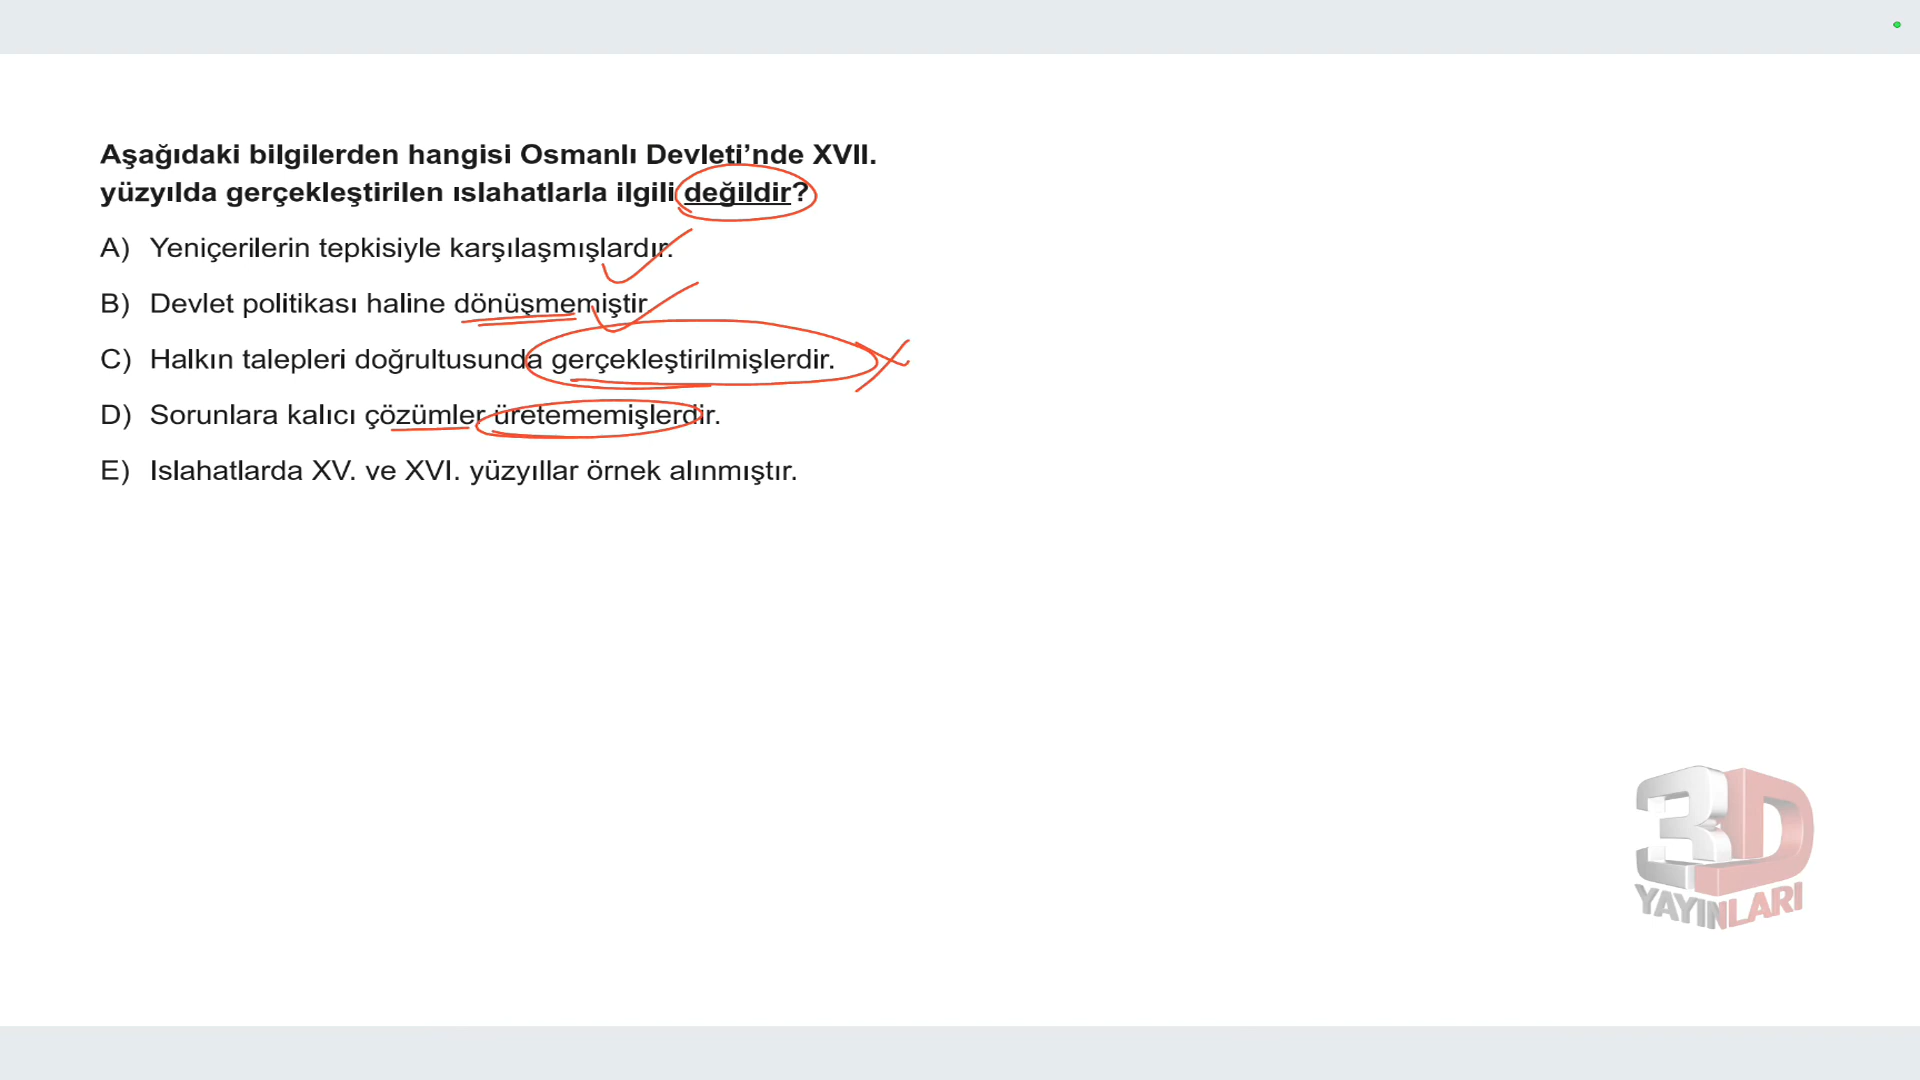 Aşağıdaki bilgilerden hangisi Osmanlı Devleti’nde XVII.
yüzyılda gerçekleştirilen ıslahatlarla ilgili değildir?
A) Yeniçerilerin tepkisiyle karşılaşmışlardır.
B) Devlet politikası haline dönüşmemiştir.
C) Halkın talepleri doğrultusunda gerçekleştirilmişlerdir.
D) Sorunlara kalıcı çözümler üretememişlerdir.
E) Islahatlarda XV. ve XVI. yüzyıllar örnek alınmıştır.
3D
YAYINLARI